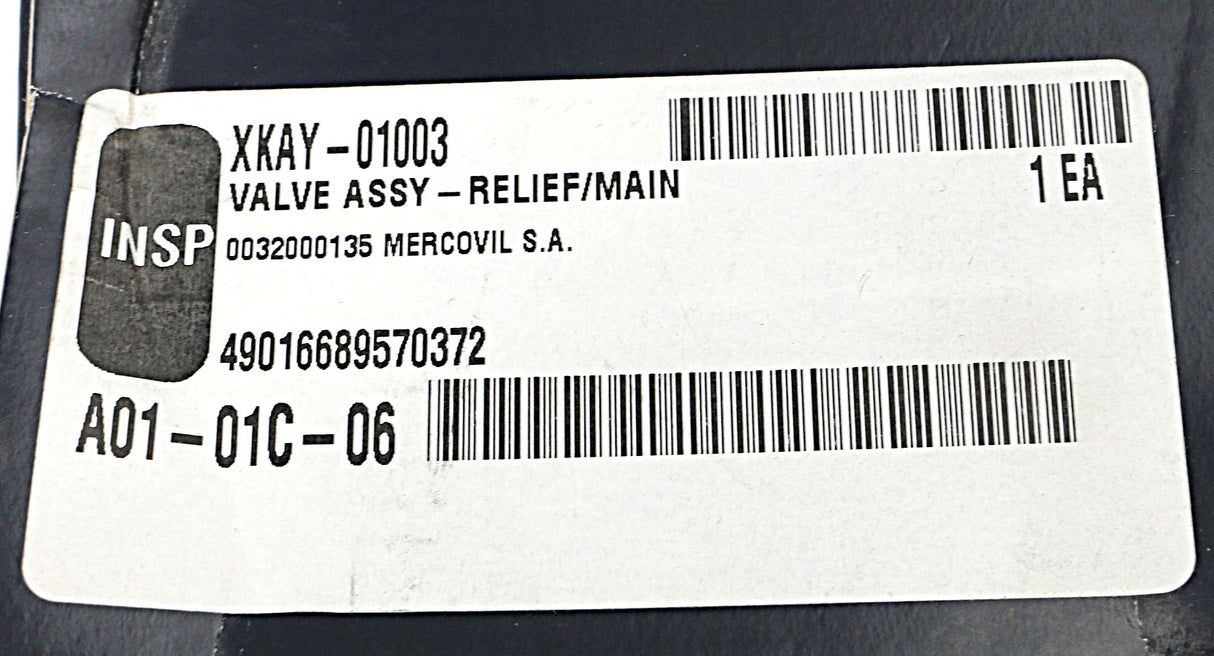 XKAY-01003
1 EA
VALVE ASSY-RELIEF/MAIN
INSP
0032000135 MERCOVIL S.A.
49016689570372
A01-01C-06